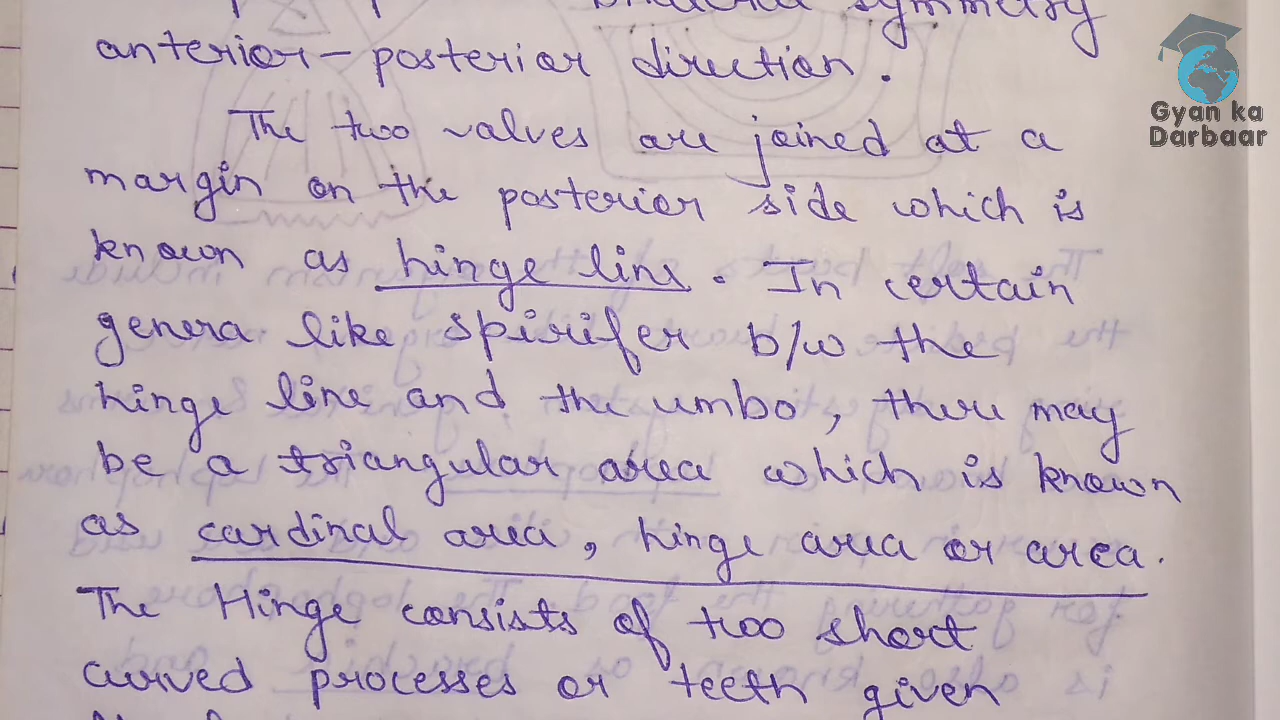 symmetry
anterior-posterior direction.
The two valves are joined at a
margin on the posterior side which is
known as hinge line. In certain
genera like spirifer b/w the
hinge line and the umbo, there may
be a triangular area which is known
as cardinal area, hinge area or area.
The Hinge consists of two short
curved processes or teeth given
Gyan ka
Darbaar